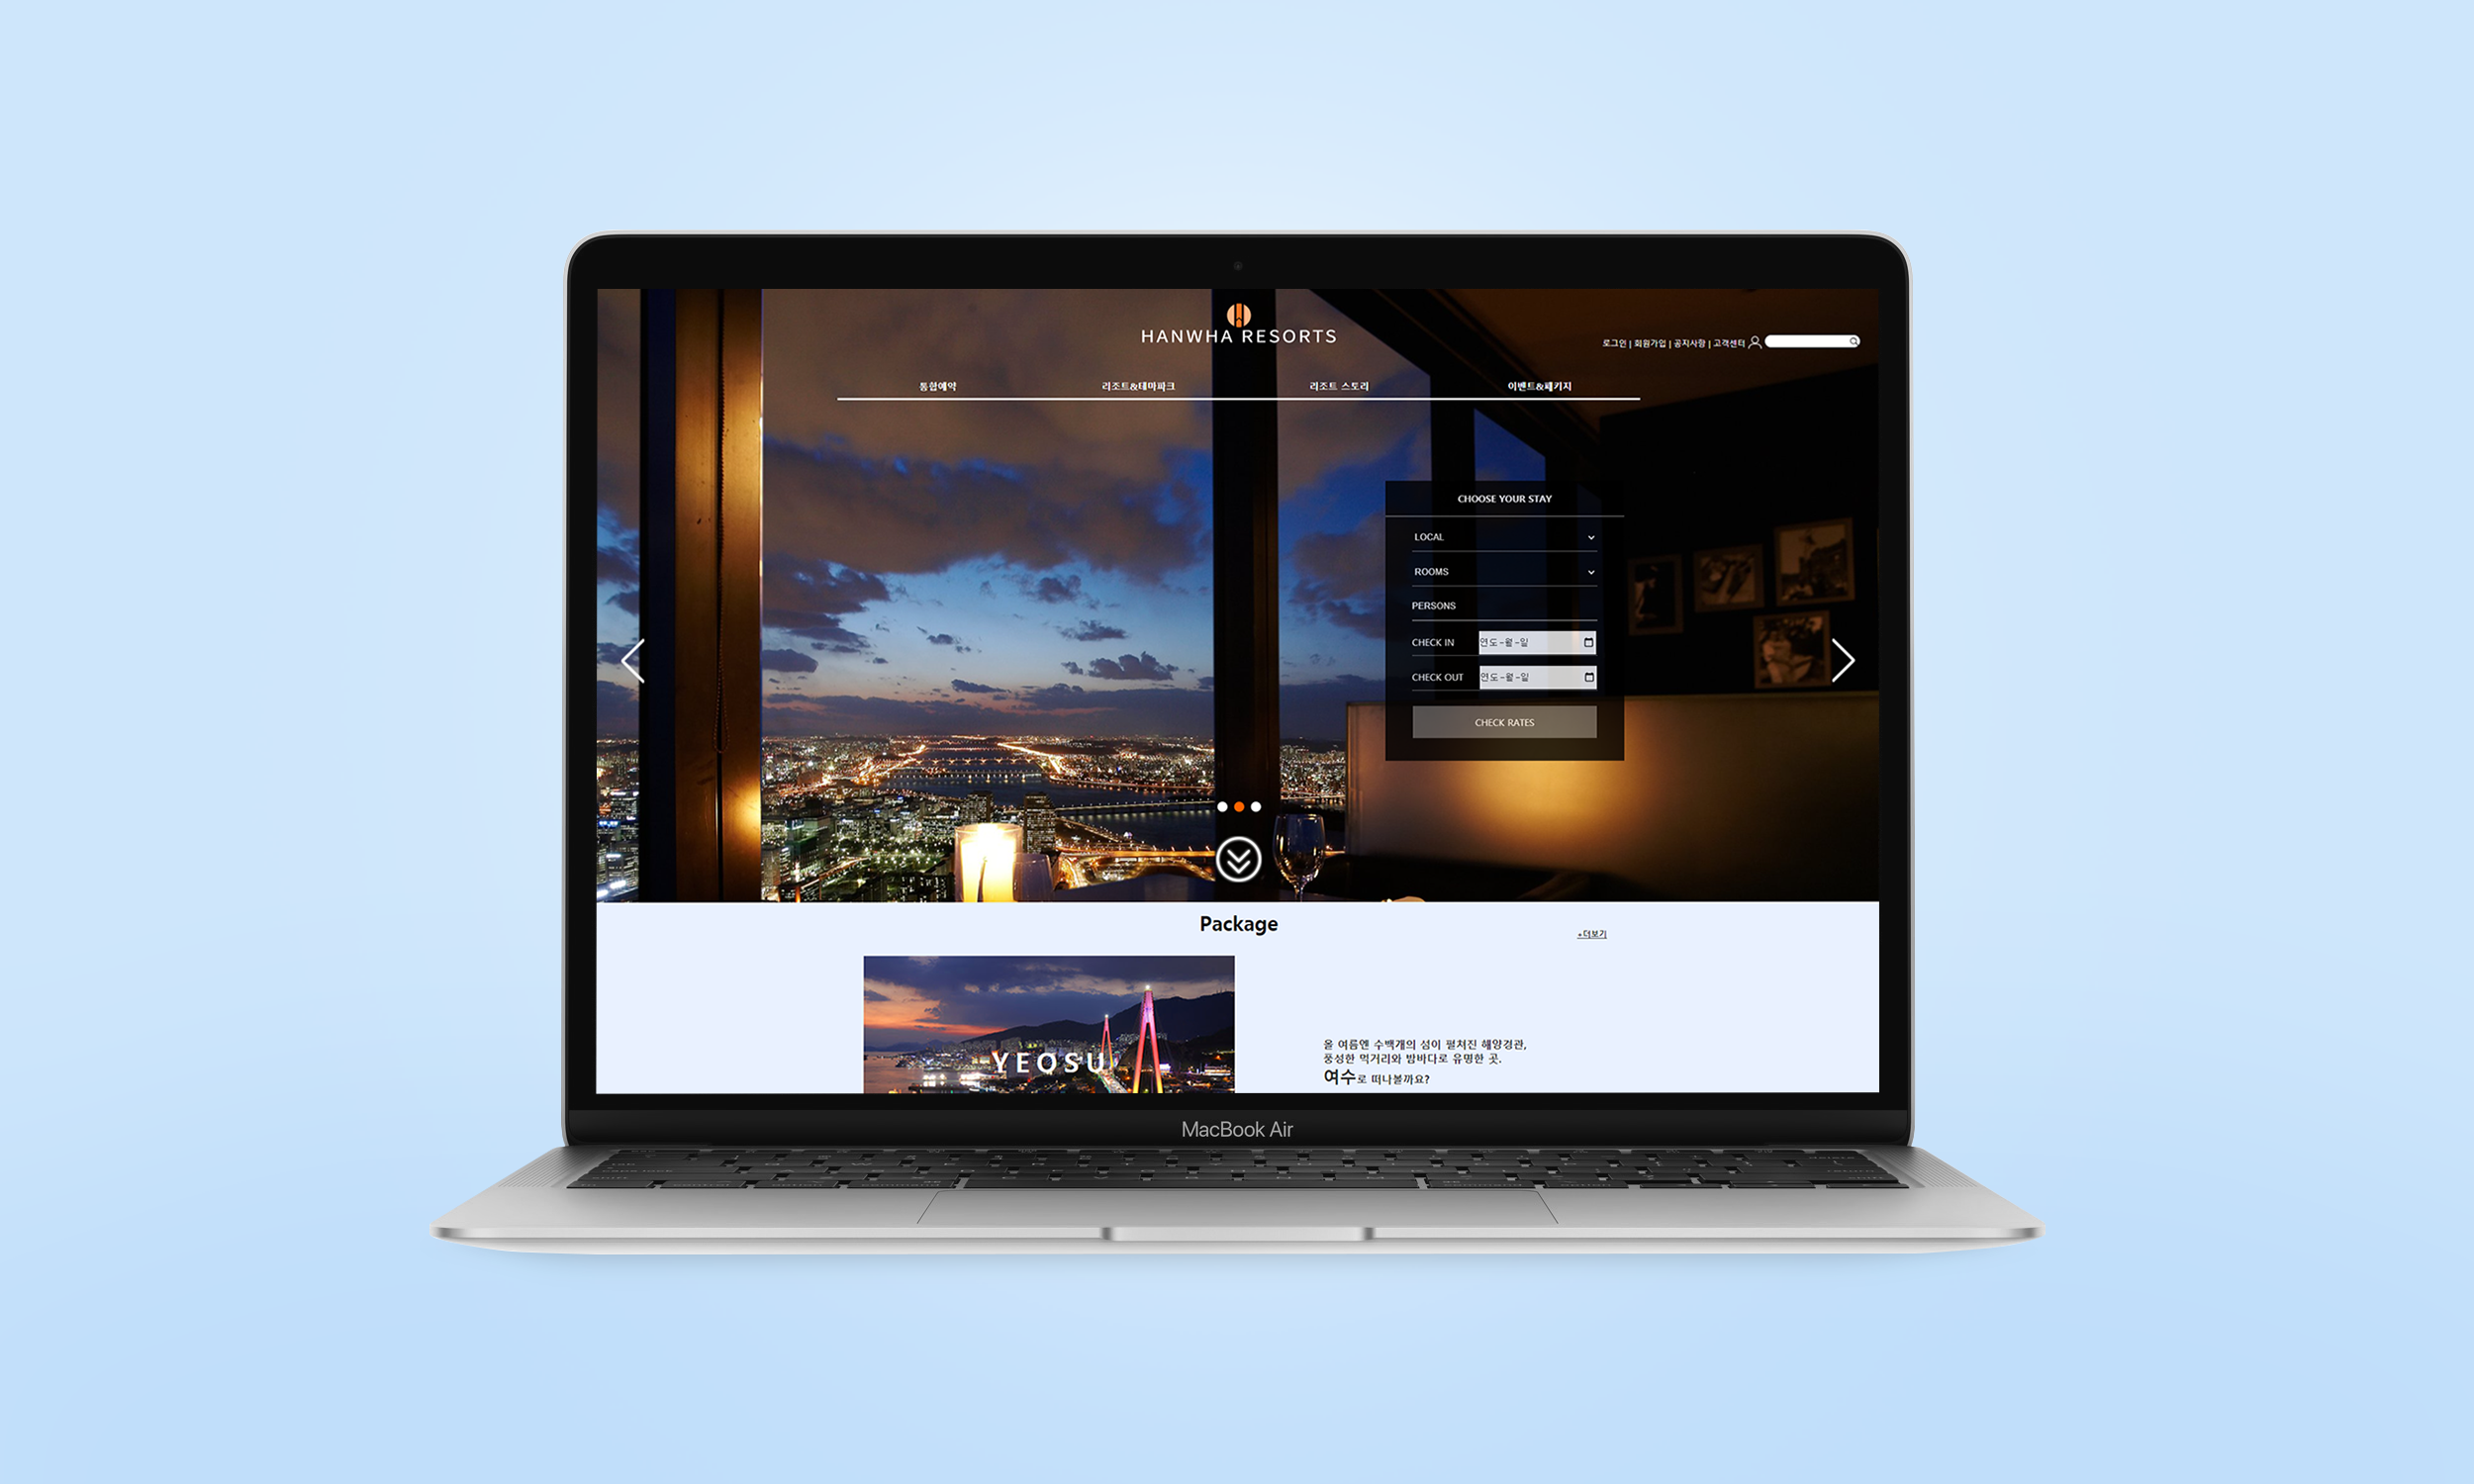 HANWHA RESORTS
로그인 | 회원가입 | 공지사항 | 고객센터
통합예약 리조트&테마파크 리조트 스토리 이벤트&패키지
CHOOSE YOUR STAY
LOCAL
ROOMS
PERSONS
CHECK IN 연도-월-일
CHECK OUT 연도-월-일
CHECK RATES
Package
+더보기
YEOSU
올 여름엔 수백개의 섬이 펼쳐진 해양경관,
풍성한 먹거리와 밤바다로 유명한 곳.
여수로 떠나볼까요?
MacBook Air